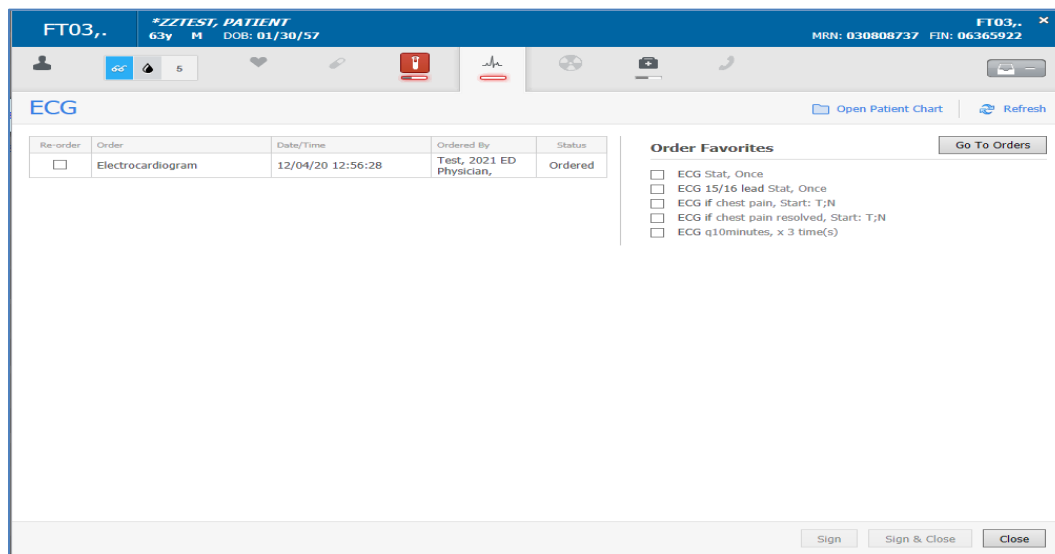 FT03,.
*ZZTEST, PATIENT
63y M DOB: 01/30/57
FT03,. ×
MRN: 030808737 FIN: 06365922
5
ECG
Open Patient Chart
Refresh
Re-order Order Date/Time Ordered By Status
Electrocardiogram 12/04/20 12:56:28 Test, 2021 ED Physician, Ordered
Order Favorites
Go To Orders
ECG Stat, Once
ECG 15/16 lead Stat, Once
ECG if chest pain, Start: T;N
ECG if chest pain resolved, Start: T;N
ECG q10minutes, x 3 time(s)
Sign
Sign & Close
Close